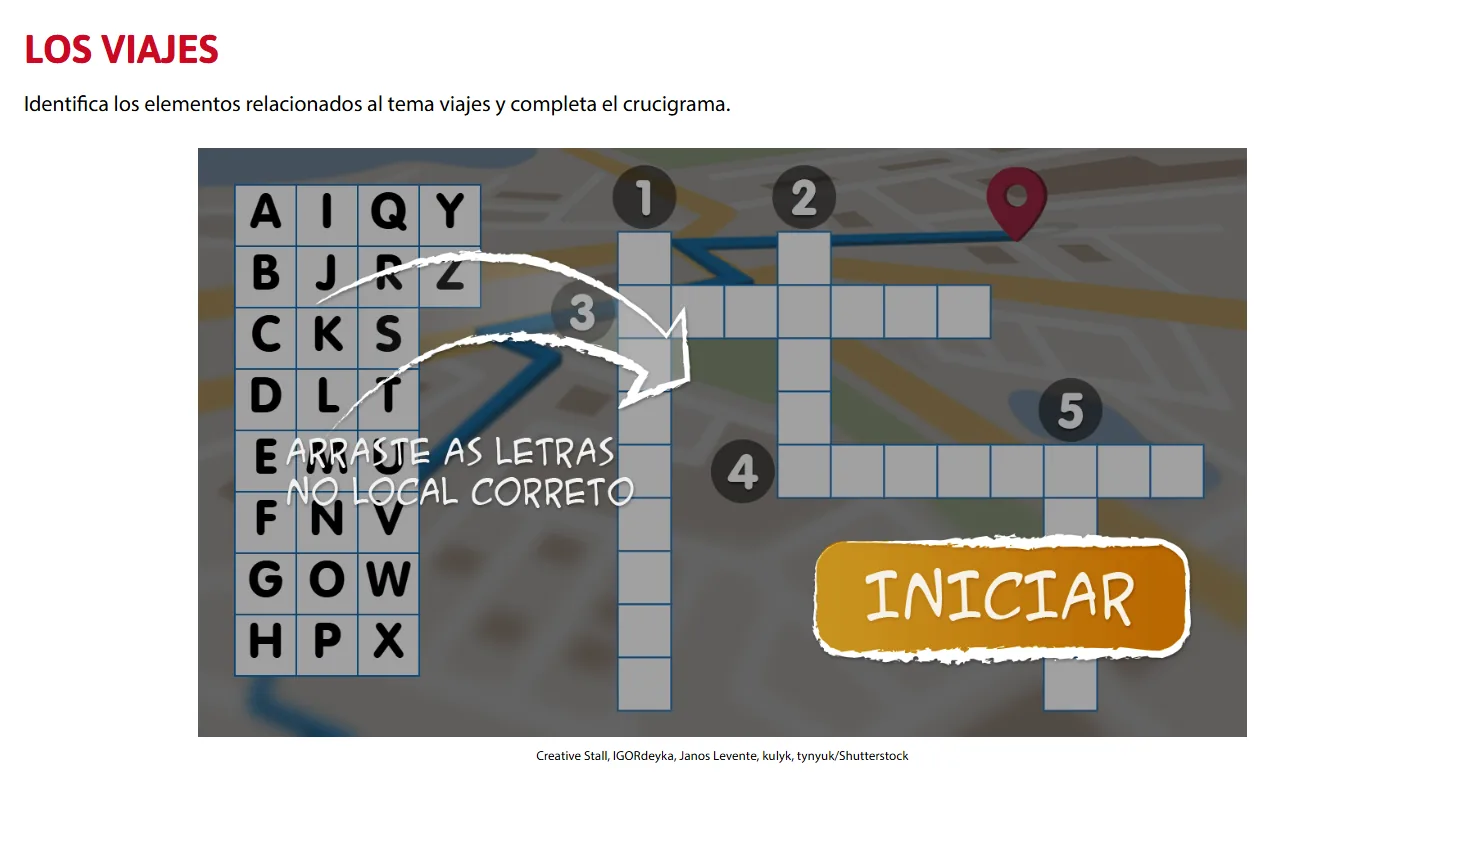 LOS VIAJES
Identifica los elementos relacionados al tema viajes y completa el crucigrama.
1 2
A I Q Y
B J R Z
3
C K S
D L T
5
ARRASTE AS LETRAS
E M U
4
NO LOCAL CORRETO
F N V
G O W
INICIAR
H P X
Creative Stall, IGORdeyka, Janos Levente, kulyk, tynyuk/Shutterstock